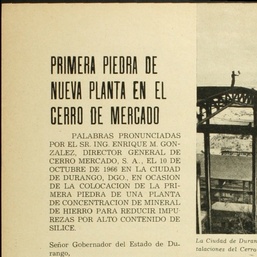 PRIMERA PIEDRA DE
NUEVA PLANTA EN EL
CERRO DE MERCADO
PALABRAS PRONUNCIADAS
POR EL SR. ING. ENRIQUE M. GON-
ZALEZ, DIRECTOR GENERAL DE
CERRO MERCADO, S. A., EL 10 DE
OCTUBRE DE 1966 EN LA CIUDAD
DE DURANGO, DGO., EN OCASION
DE LA COLOCACION DE LA PRI-
MERA PIEDRA DE UNA PLANTA
DE CONCENTRACION DE MINERAL
DE HIERRO PARA REDUCIR IMPU-
REZAS POR ALTO CONTENIDO DE
SILICE.
Señor Gobernador del Estado de Du-
rango,
La Ciudad de Duran
talaciones del Cerro